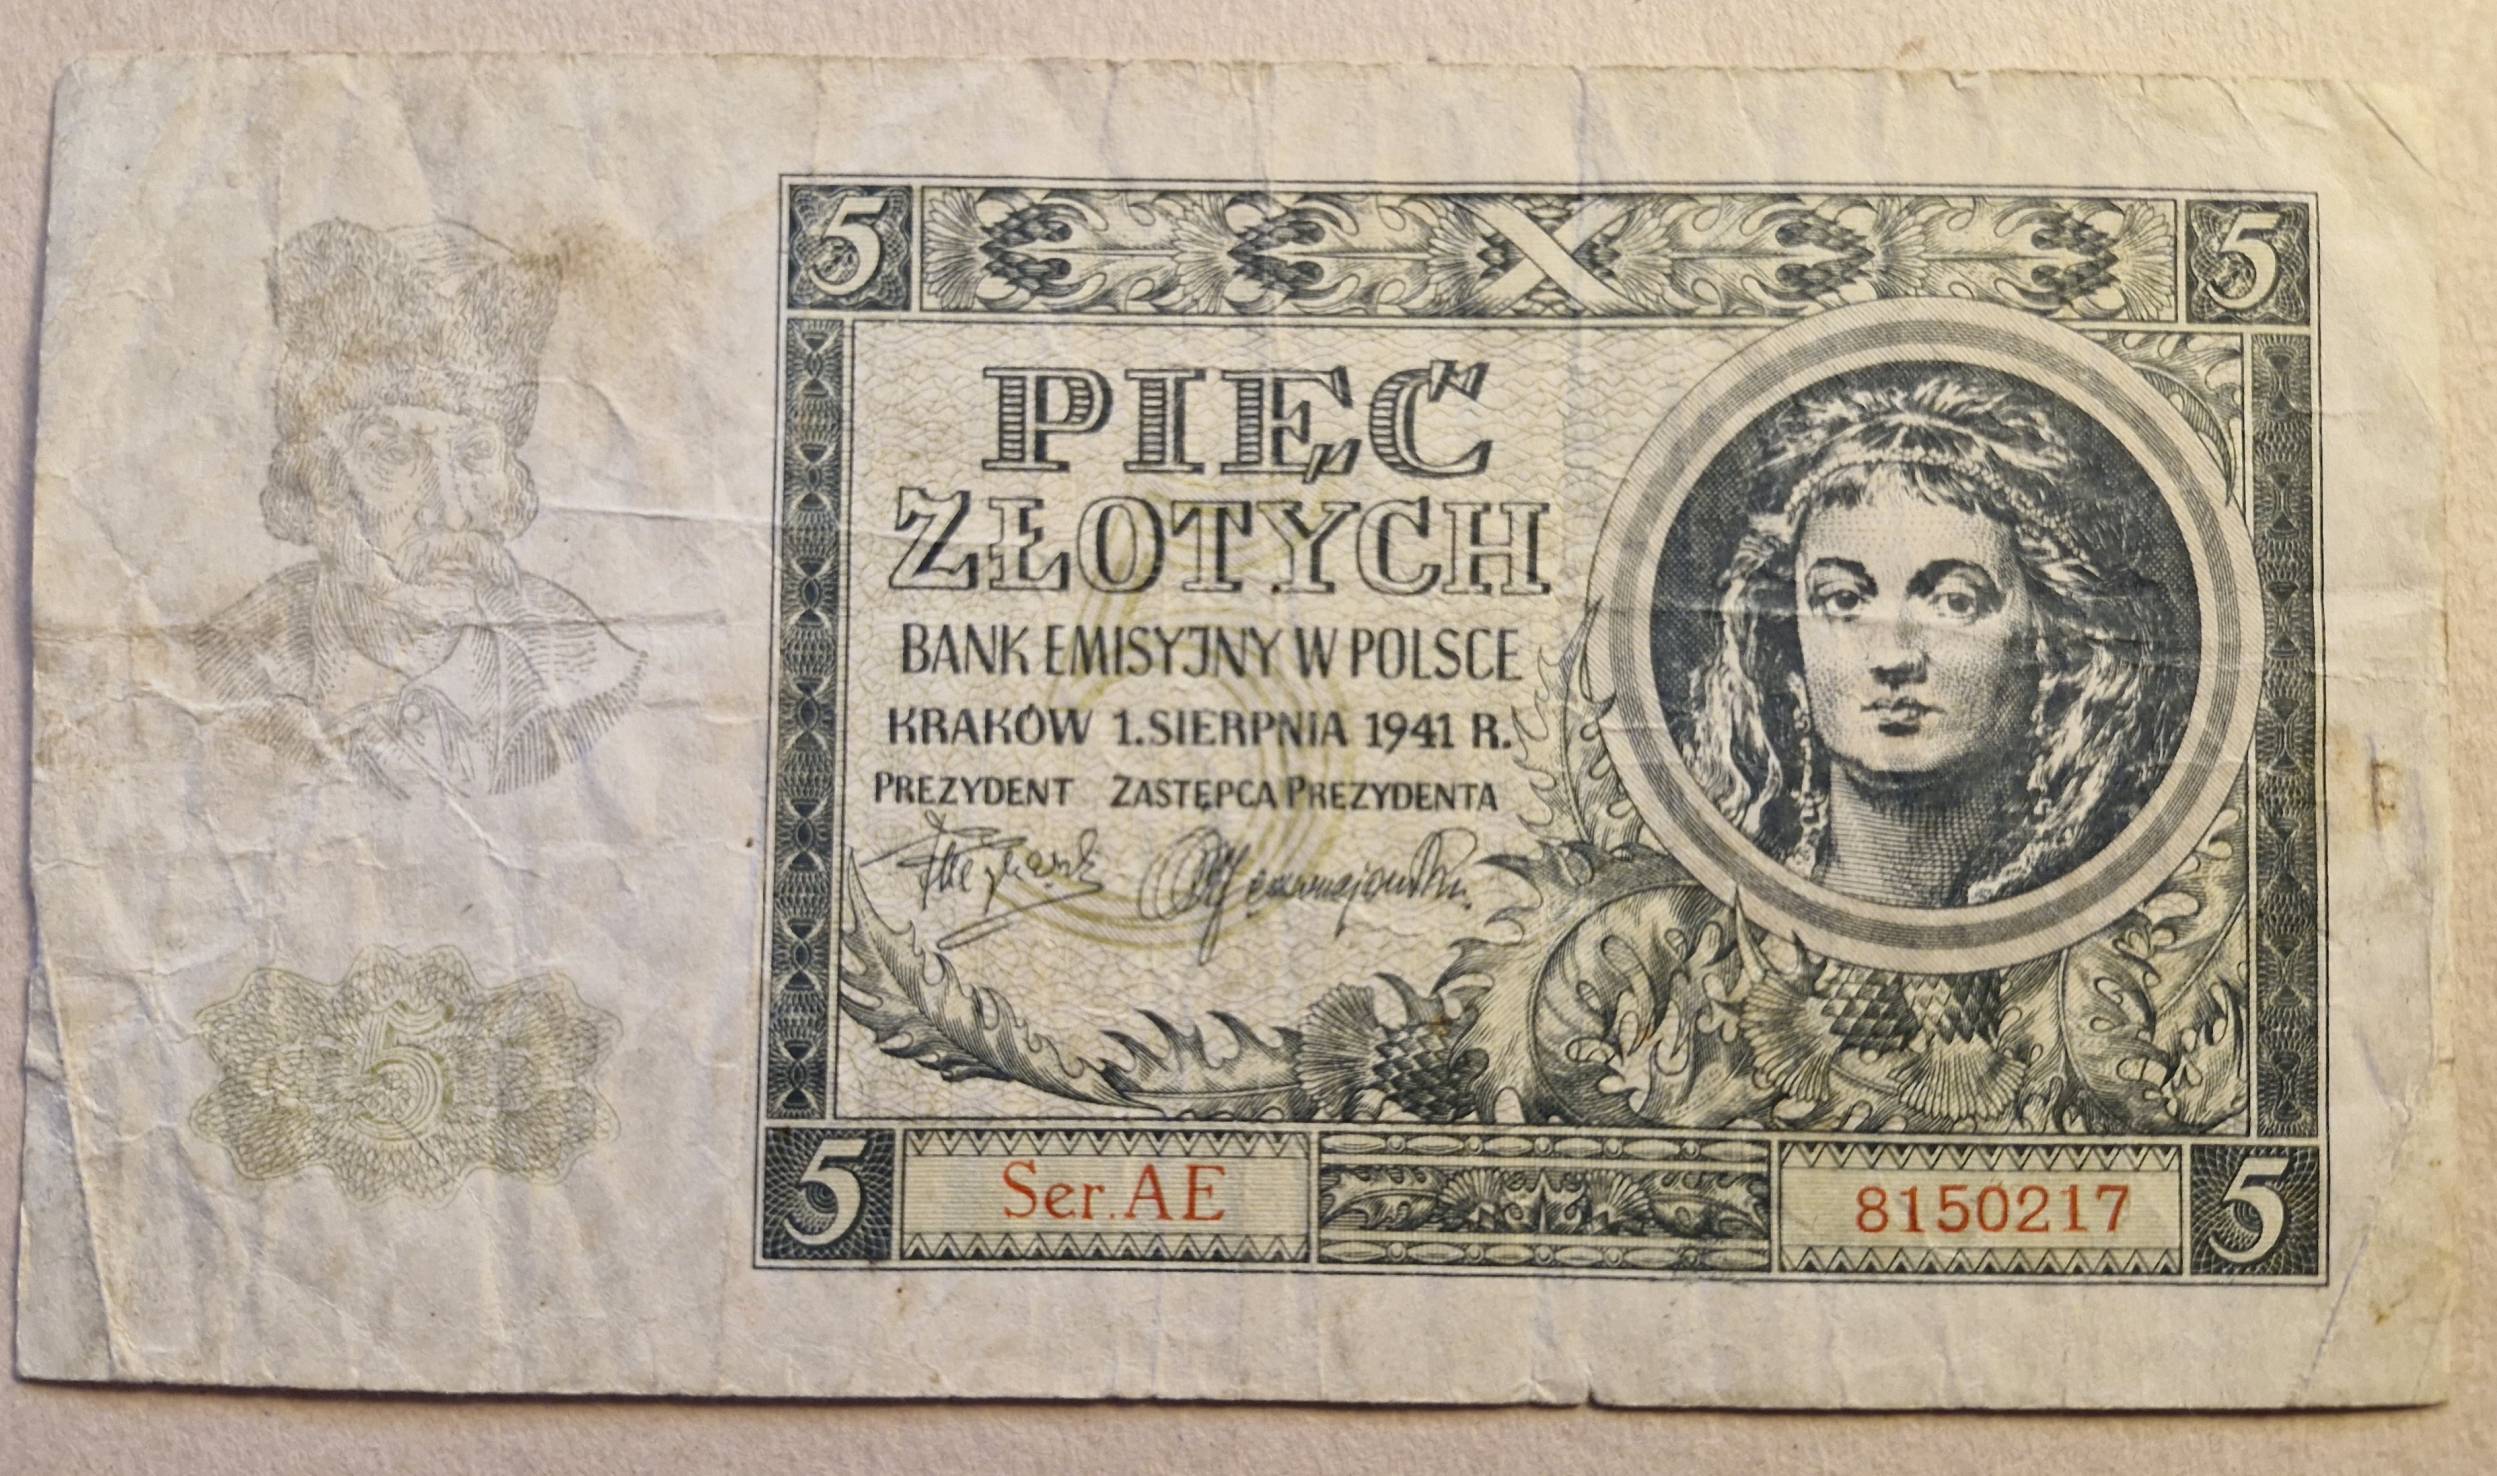 5 5
PIĘĆ
ZŁOTYCH
BANK EMISYJNY W POLSCE
KRAKÓW 1. SIERPNIA 1941 R.
PREZYDENT ZASTĘPCA PREZYDENTA
5
5 Ser. AE 8150217 5